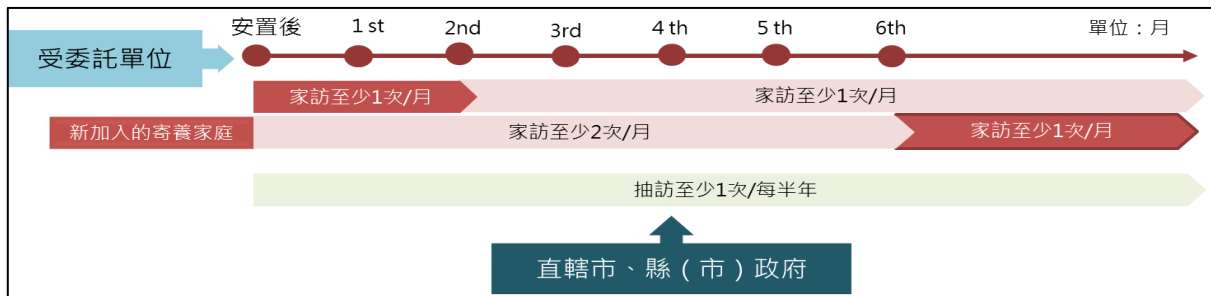 安置後 1 st 2nd 3rd 4 th 5 th 6th 單位：月
受委託單位
家訪至少1次/月 家訪至少1次/月
新加入的寄養家庭 家訪至少2次/月 家訪至少1次/月
抽訪至少1次/每半年
直轄市、縣（市）政府